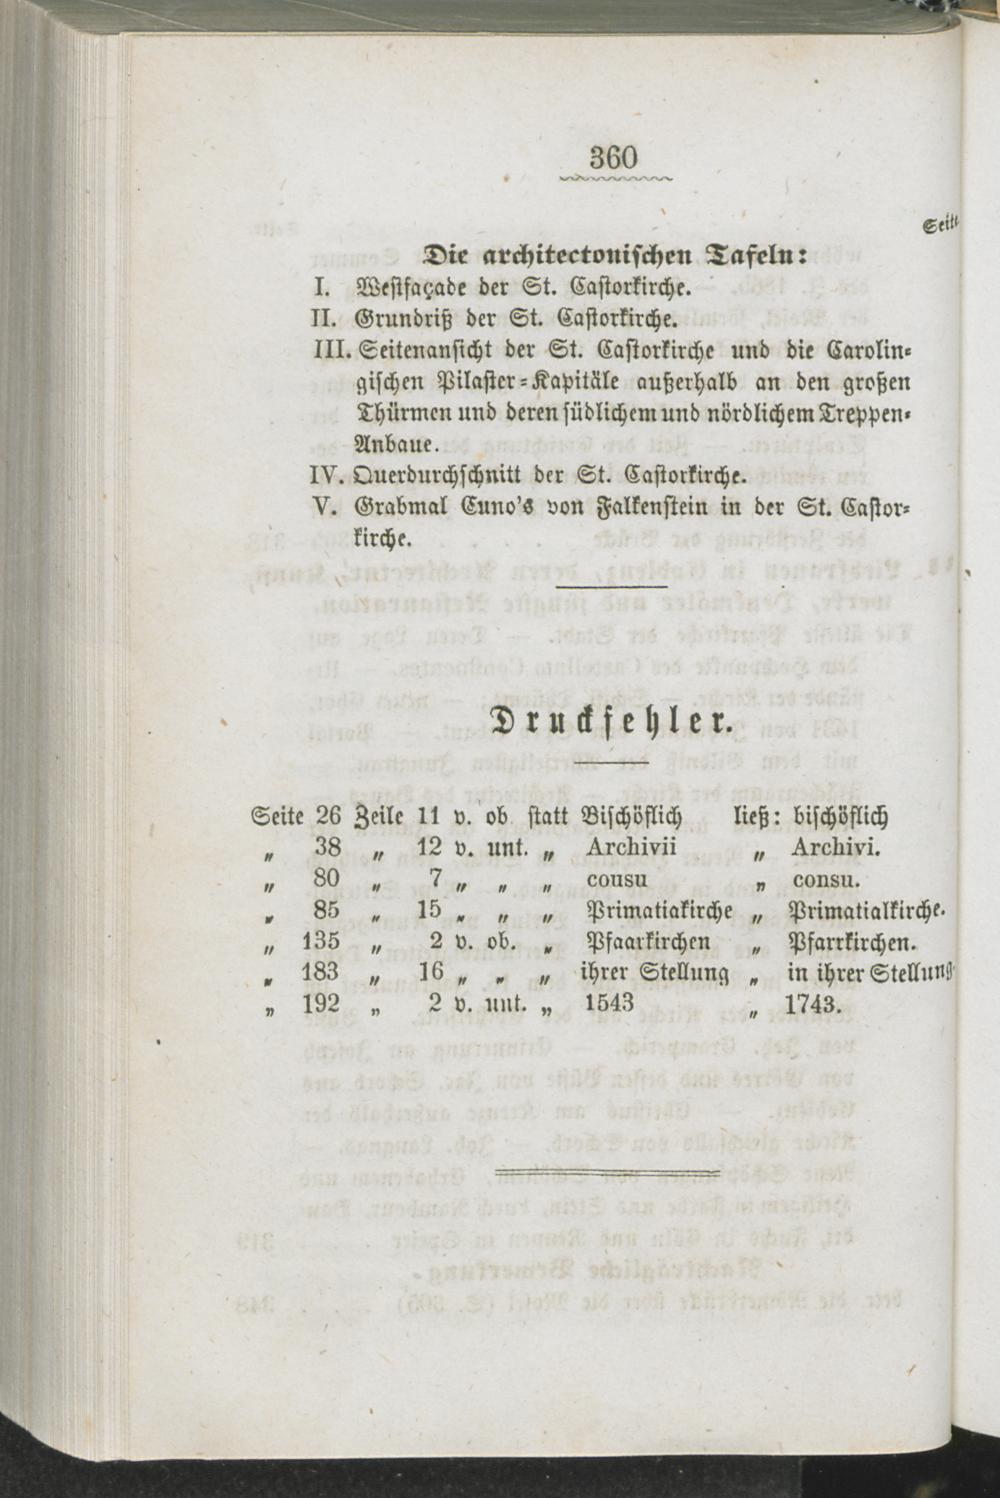 360
Seite
Die architectonischen Tafeln:
I. Westfaçade der St. Castorkirche.
II. Grundriß der St. Castorkirche.
III. Seitenansicht der St. Castorkirche und die Carolin-
gischen Pilaster-Kapitäle außerhalb an den großen
Thürmen und deren südlichem und nördlichem Treppen-
Anbaue.
IV. Querdurchschnitt der St. Castorkirche.
V. Grabmal Cuno's von Falkenstein in der St. Castor-
kirche.
Druckfehler.
Seite 26 Zeile 11 v. ob statt Bischöflich ließ: bischöflich
„ 38 „ 12 v. unt. „ Archivii „ Archivi.
„ 80 „ 7 „ „ „ cousu „ consu.
„ 85 „ 15 „ „ „ Primatiakirche „ Primatialkirche.
„ 135 „ 2 v. ob. „ Pfaarkirchen „ Pfarrkirchen.
„ 183 „ 16 „ „ „ ihrer Stellung „ in ihrer Stellung.
„ 192 „ 2 v. unt. „ 1543 „ 1743.